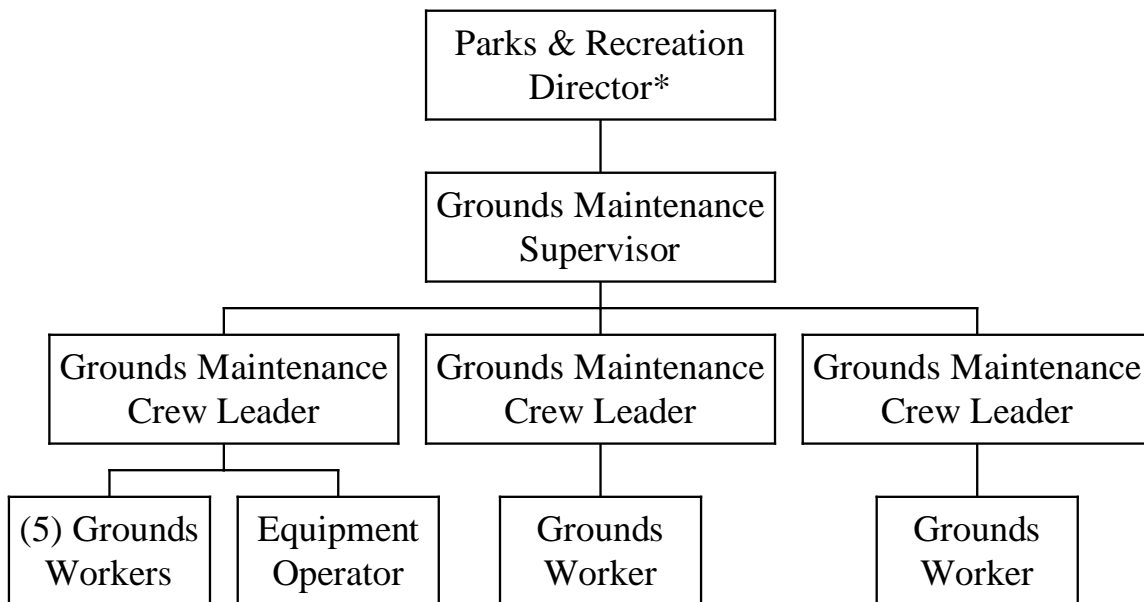 Parks & Recreation
Director*
Grounds Maintenance
Supervisor
Grounds Maintenance
Crew Leader
Grounds Maintenance
Crew Leader
Grounds Maintenance
Crew Leader
(5) Grounds
Workers
Equipment
Operator
Grounds
Worker
Grounds
Worker